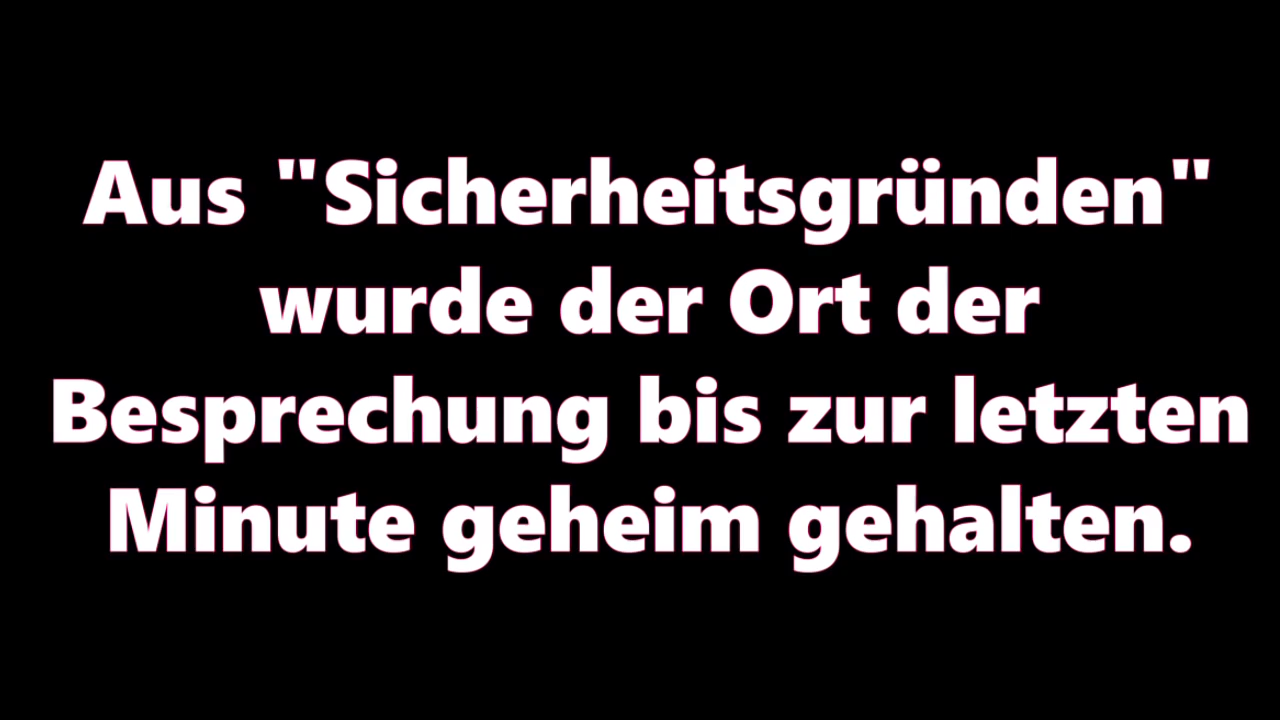 Aus "Sicherheitsgründen"
wurde der Ort der
Besprechung bis zur letzten
Minute geheim gehalten.